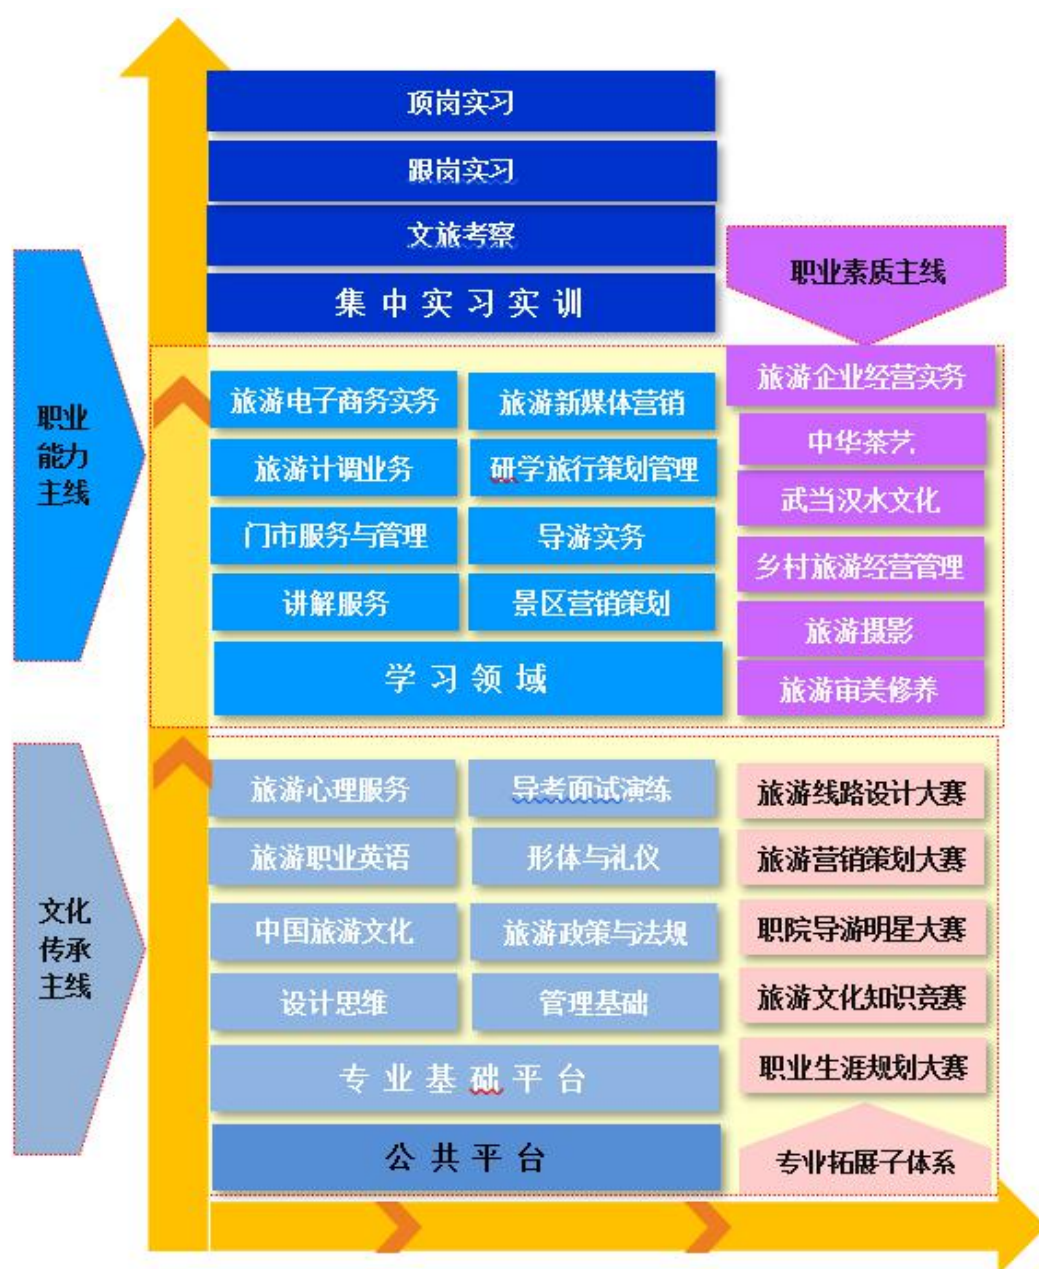 顶岗实习
跟岗实习
文旅考察
集中实习实训
职业素质主线
职业
能力
主线
旅游电子商务实务
旅游新媒体营销
旅游计调业务
研学旅行策划管理
门市服务与管理
导游实务
讲解服务
景区营销策划
学习领域
旅游企业经营实务
中华茶艺
武当汉水文化
乡村旅游经营管理
旅游摄影
旅游审美修养
文化
传承
主线
旅游心理服务
导考面试演练
旅游职业英语
形体与礼仪
中国旅游文化
旅游政策与法规
设计思维
管理基础
专业基础平台
公共平台
旅游线路设计大赛
旅游营销策划大赛
职院导游明星大赛
旅游文化知识竞赛
职业生涯规划大赛
专业拓展子体系